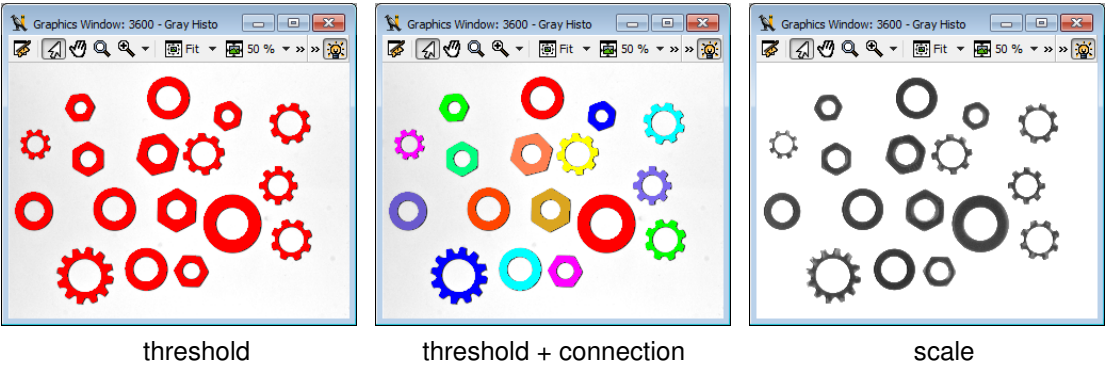 Graphics Window: 3600 - Gray Histo
Fit 50 % » »
Graphics Window: 3600 - Gray Histo
Fit 50 % » »
Graphics Window: 3600 - Gray Histo
Fit 50 % » »
threshold
threshold + connection
scale